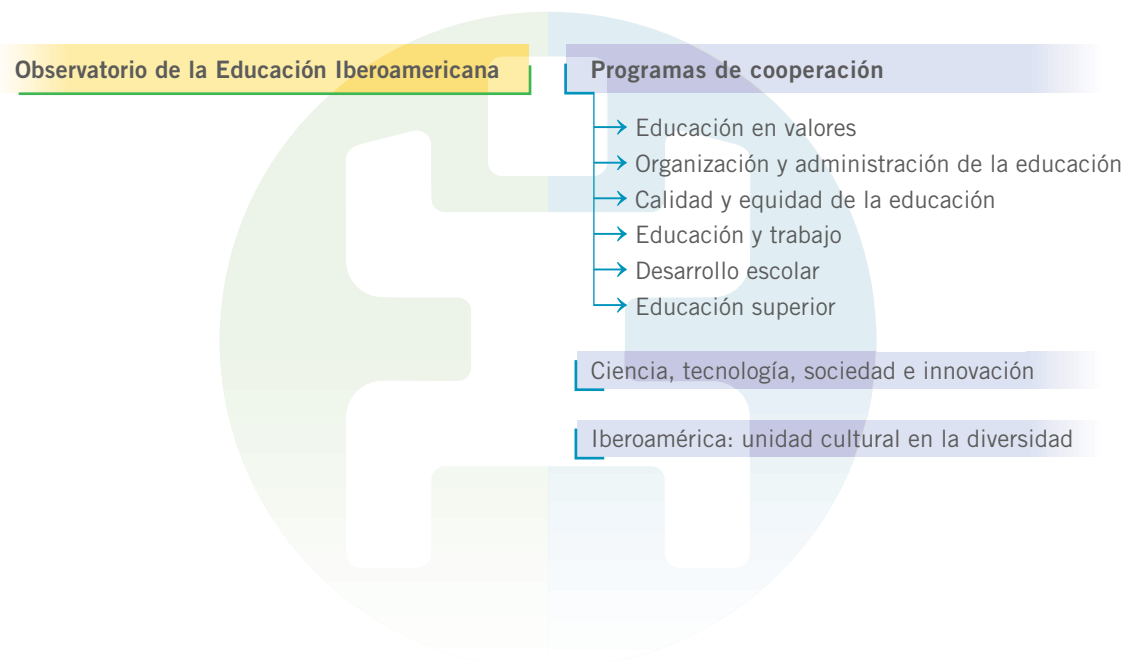 Observatorio de la Educación Iberoamericana
Programas de cooperación
Educación en valores
Organización y administración de la educación
Calidad y equidad de la educación
Educación y trabajo
Desarrollo escolar
Educación superior
Ciencia, tecnología, sociedad e innovación
Iberoamérica: unidad cultural en la diversidad